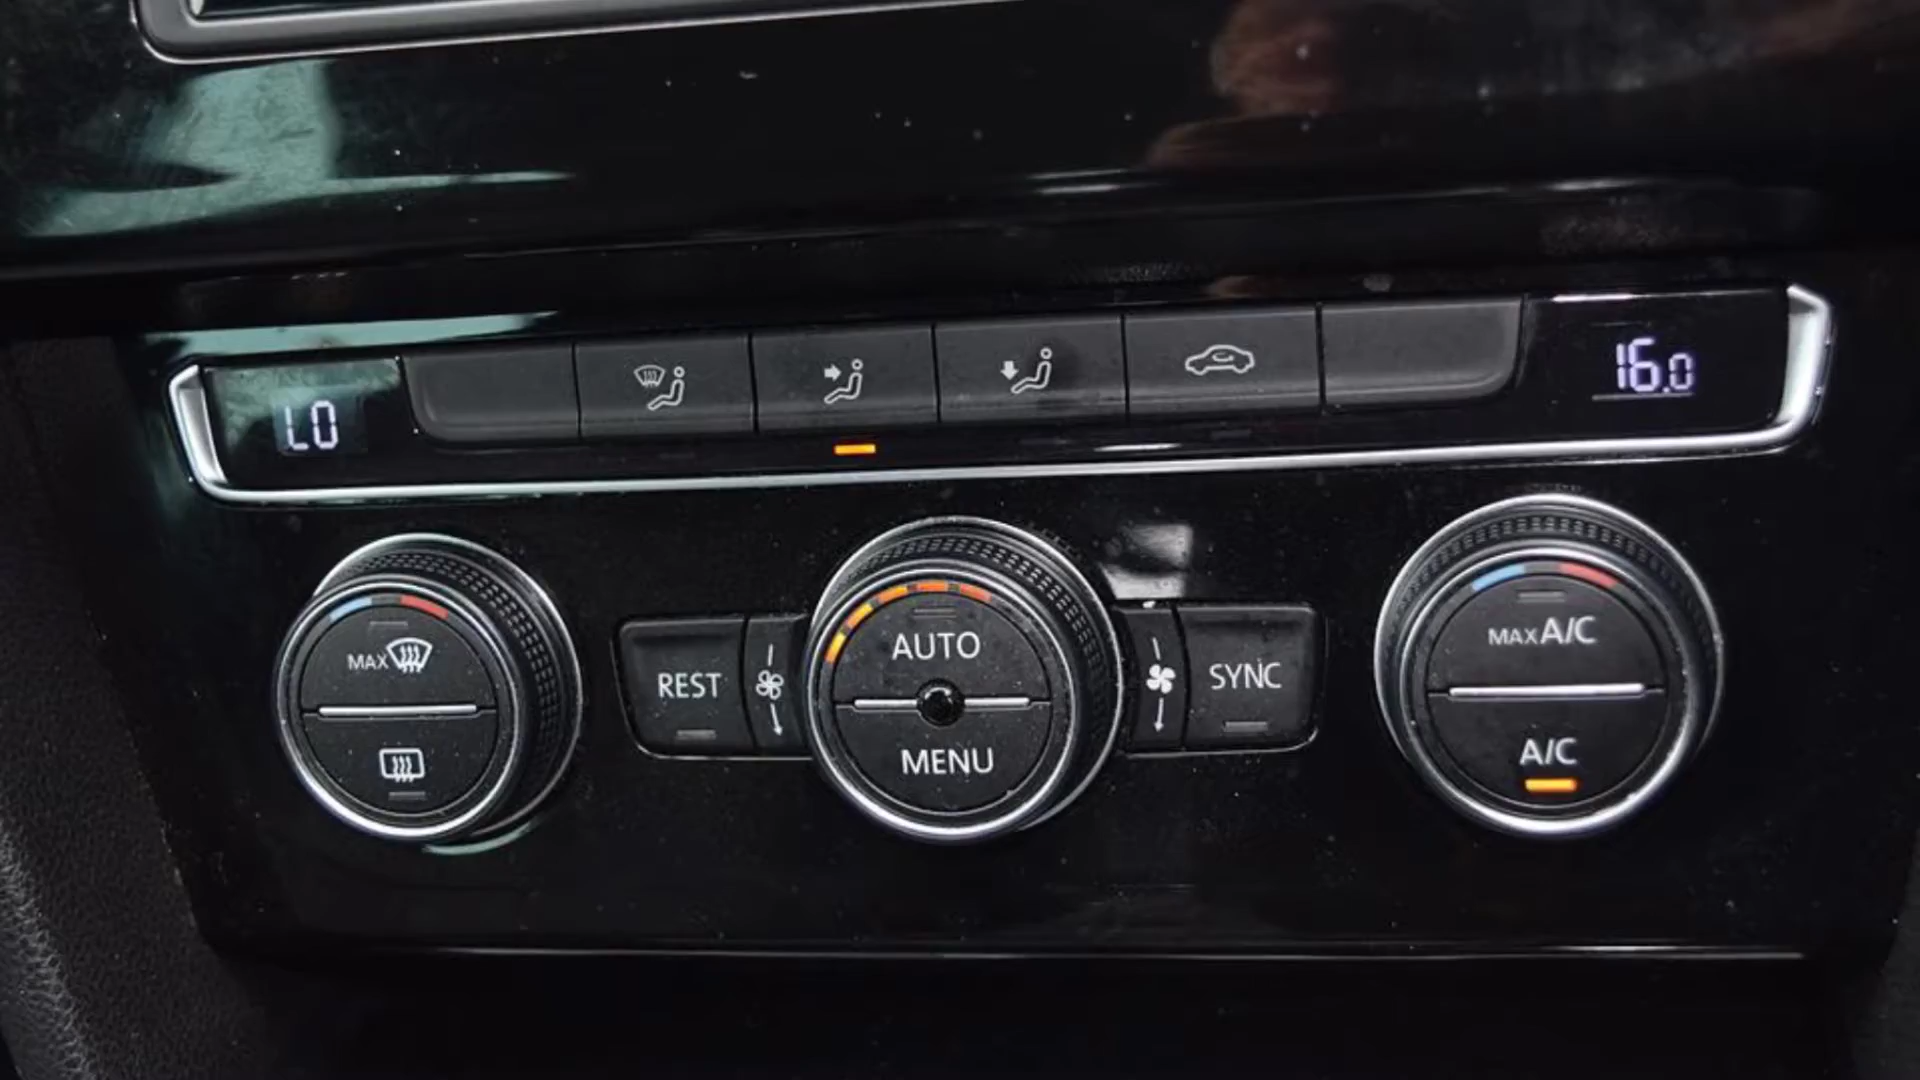 LO
16.0
MAX
REST
AUTO
MENU
SYNC
MAX A/C
A/C